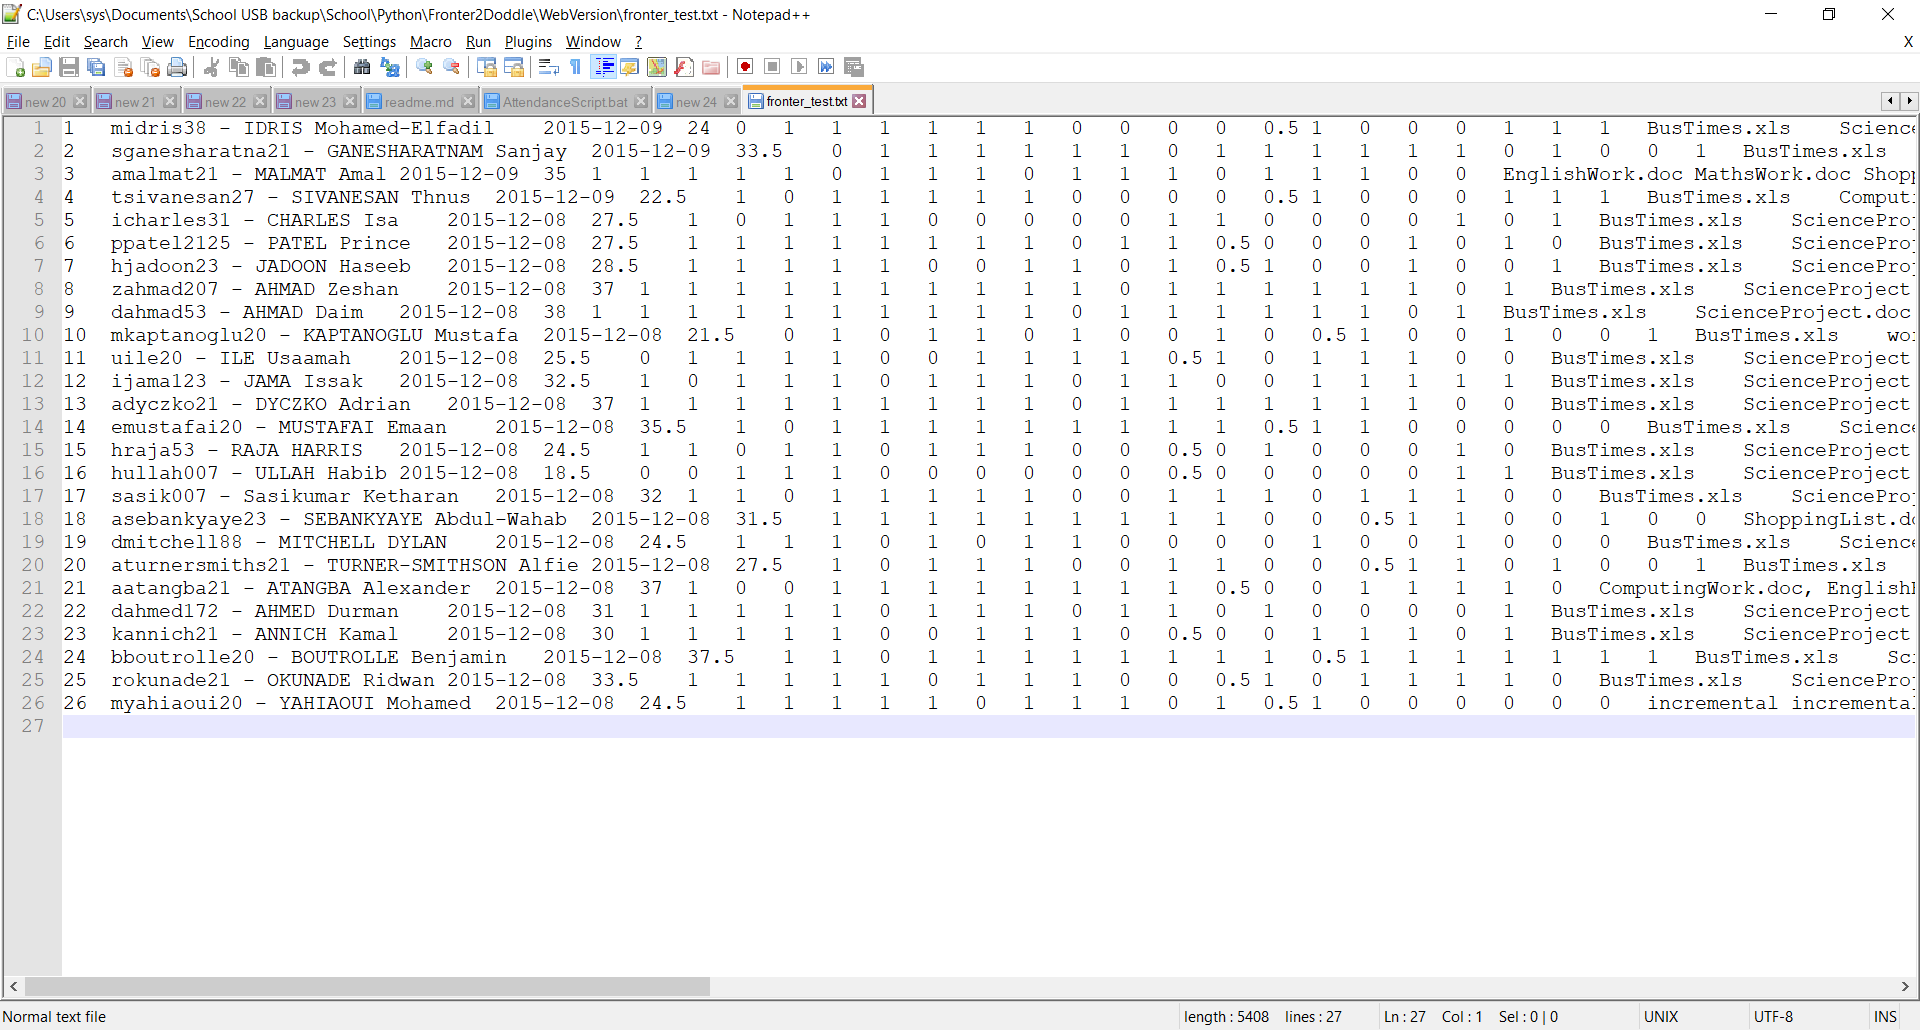 C:\Users\sys\Documents\School USB backup\School\Python\Fronter2Doddle\WebVersion\fronter_test.txt - Notepad++
File Edit Search View Encoding Language Settings Macro Run Plugins Window ? X
new 20 new 21 new 22 new 23 readme.md AttendanceScript.bat new 24 fronter_test.txt
1 1 midris38 - IDRIS Mohamed-Elfadil 2015-12-09 24 0 1 1 1 1 1 1 0 0 0 0 0.5 1 0 0 0 1 1 1 BusTimes.xls Science
2 2 sganesharatna21 - GANESHARATNAM Sanjay 2015-12-09 33.5 0 1 1 1 1 1 1 0 1 1 1 1 1 1 0 1 0 0 1 BusTimes.xls
3 3 amalmat21 - MALMAT Amal 2015-12-09 35 1 1 1 1 1 0 1 1 1 0 1 1 1 0 1 1 1 0 0 EnglishWork.doc MathsWork.doc Shopp
4 4 tsivanesan27 - SIVANESAN Thnus 2015-12-09 22.5 1 0 1 1 1 1 1 0 0 0 0 0.5 1 0 0 0 1 1 1 BusTimes.xls Computi
5 5 icharles31 - CHARLES Isa 2015-12-08 27.5 1 0 1 1 1 0 0 0 0 0 1 1 0 0 0 0 1 0 1 BusTimes.xls SciencePro
6 6 ppatel2125 - PATEL Prince 2015-12-08 27.5 1 1 1 1 1 1 1 1 0 1 1 0.5 0 0 0 1 0 1 0 BusTimes.xls SciencePro
7 7 hjadoon23 - JADOON Haseeb 2015-12-08 28.5 1 1 1 1 1 0 0 1 1 0 1 0.5 1 0 0 1 0 0 1 BusTimes.xls SciencePro
8 8 zahmad207 - AHMAD Zeshan 2015-12-08 37 1 1 1 1 1 1 1 1 1 1 0 1 1 1 1 1 1 0 1 BusTimes.xls ScienceProject
9 9 dahmad53 - AHMAD Daim 2015-12-08 38 1 1 1 1 1 1 1 1 1 1 0 1 1 1 1 1 1 0 1 BusTimes.xls ScienceProject.doc
10 10 mkaptanoglu20 - KAPTANOGLU Mustafa 2015-12-08 21.5 0 1 0 1 1 0 1 0 0 1 0 0.5 1 0 0 1 0 0 1 BusTimes.xls wo
11 11 uile20 - ILE Usaamah 2015-12-08 25.5 0 1 1 1 1 0 0 1 1 1 1 0.5 1 0 1 1 1 0 0 BusTimes.xls ScienceProject
12 12 ijama123 - JAMA Issak 2015-12-08 32.5 1 0 1 1 1 0 1 1 1 0 1 1 0 0 1 1 1 1 1 BusTimes.xls ScienceProject
13 13 adyczko21 - DYCZKO Adrian 2015-12-08 37 1 1 1 1 1 1 1 1 1 0 1 1 1 1 1 1 1 0 0 BusTimes.xls ScienceProject
14 14 emustafai20 - MUSTAFAI Emaan 2015-12-08 35.5 1 0 1 1 1 1 1 1 1 1 1 0.5 1 1 0 0 0 0 0 BusTimes.xls Science
15 15 hraja53 - RAJA HARRIS 2015-12-08 24.5 1 1 0 1 1 0 1 1 1 0 0 0.5 0 1 0 0 0 1 0 BusTimes.xls ScienceProject
16 16 hullah007 - ULLAH Habib 2015-12-08 18.5 0 0 1 1 1 0 0 0 0 0 0 0.5 0 0 0 0 0 1 1 BusTimes.xls ScienceProject
17 17 sasik007 - Sasikumar Ketharan 2015-12-08 32 1 1 0 1 1 1 1 1 0 0 1 1 1 0 1 1 1 0 0 BusTimes.xls SciencePro
18 18 asebankyaye23 - SEBANKYAYE Abdul-Wahab 2015-12-08 31.5 1 1 1 1 1 1 1 1 1 0 0 0.5 1 1 0 0 1 0 0 ShoppingList.do
19 19 dmitchell88 - MITCHELL DYLAN 2015-12-08 24.5 1 1 1 0 1 0 1 1 0 0 0 0 1 0 0 1 0 0 0 BusTimes.xls Science
20 20 aturnersmiths21 - TURNER-SMITHSON Alfie 2015-12-08 27.5 1 0 1 1 1 0 0 1 1 0 0 0.5 1 1 0 1 0 0 1 BusTimes.xls
21 21 aatangba21 - ATANGBA Alexander 2015-12-08 37 1 0 0 1 1 1 1 1 1 1 1 0.5 0 0 1 1 1 1 0 ComputingWork.doc, English
22 22 dahmed172 - AHMED Durman 2015-12-08 31 1 1 1 1 1 0 1 1 1 0 1 1 0 1 0 0 0 0 1 BusTimes.xls ScienceProject
23 23 kannich21 - ANNICH Kamal 2015-12-08 30 1 1 1 1 1 0 0 1 1 1 0 0.5 0 0 1 1 1 0 1 BusTimes.xls ScienceProject
24 24 bboutrolle20 - BOUTROLLE Benjamin 2015-12-08 37.5 1 1 0 1 1 1 1 1 1 1 1 0.5 1 1 1 1 1 1 1 BusTimes.xls Sc
25 25 rokunade21 - OKUNADE Ridwan 2015-12-08 33.5 1 1 1 1 1 0 1 1 1 0 0 0.5 1 0 1 1 1 1 0 BusTimes.xls SciencePro
26 26 myahiaoui20 - YAHIAOUI Mohamed 2015-12-08 24.5 1 1 1 1 1 0 1 1 1 0 1 0.5 1 0 0 0 0 0 0 incremental incremental
27
Normal text file length : 5408 lines : 27 Ln : 27 Col : 1 Sel : 0 | 0 UNIX UTF-8 INS